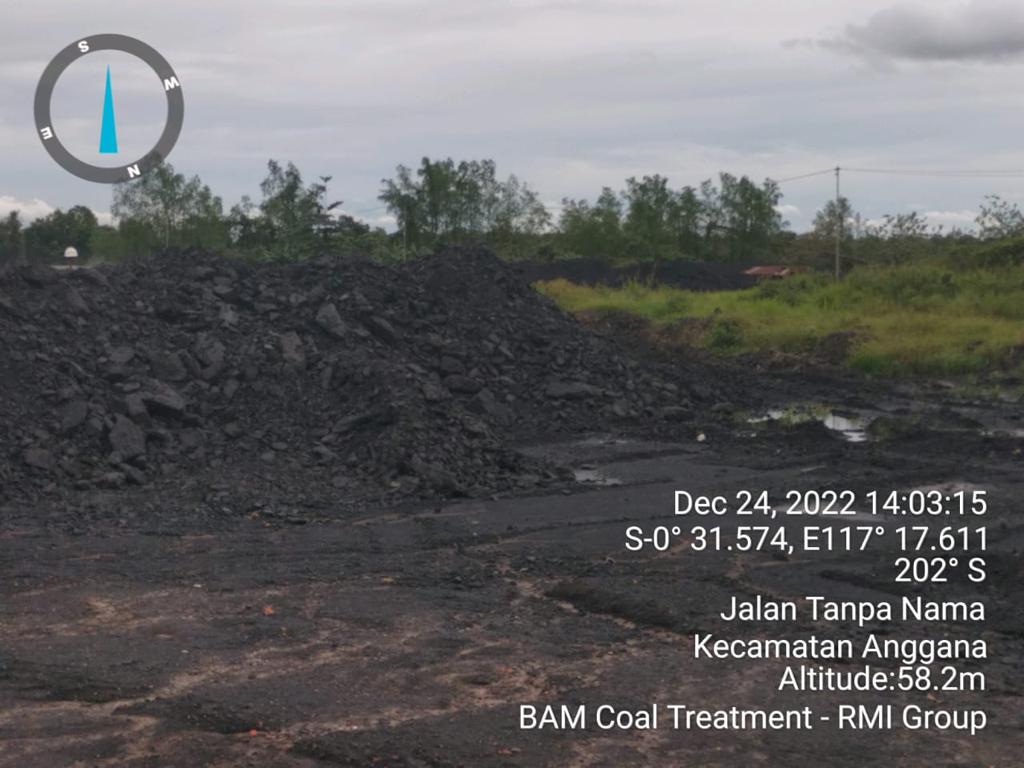 S
W
E
N
Dec 24, 2022 14:03:15
S-0° 31.574, E117° 17.611
202° S
Jalan Tanpa Nama
Kecamatan Anggana
Altitude:58.2m
BAM Coal Treatment - RMI Group